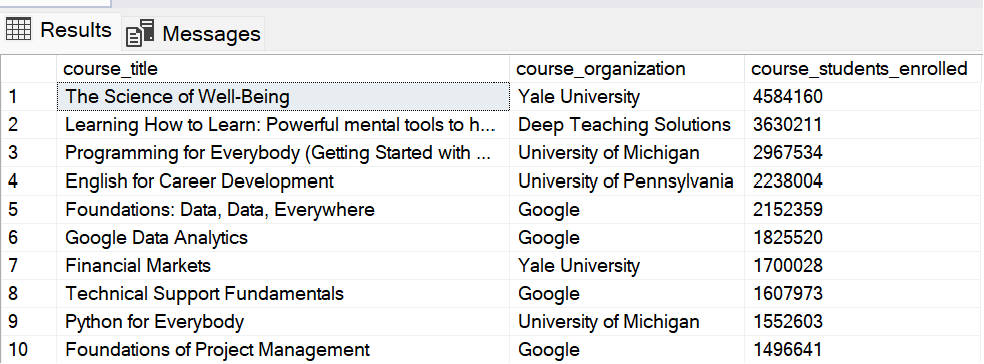 Results Messages
course_title course_organization course_students_enrolled
1 The Science of Well-Being Yale University 4584160
2 Learning How to Learn: Powerful mental tools to h... Deep Teaching Solutions 3630211
3 Programming for Everybody (Getting Started with ... University of Michigan 2967534
4 English for Career Development University of Pennsylvania 2238004
5 Foundations: Data, Data, Everywhere Google 2152359
6 Google Data Analytics Google 1825520
7 Financial Markets Yale University 1700028
8 Technical Support Fundamentals Google 1607973
9 Python for Everybody University of Michigan 1552603
10 Foundations of Project Management Google 1496641